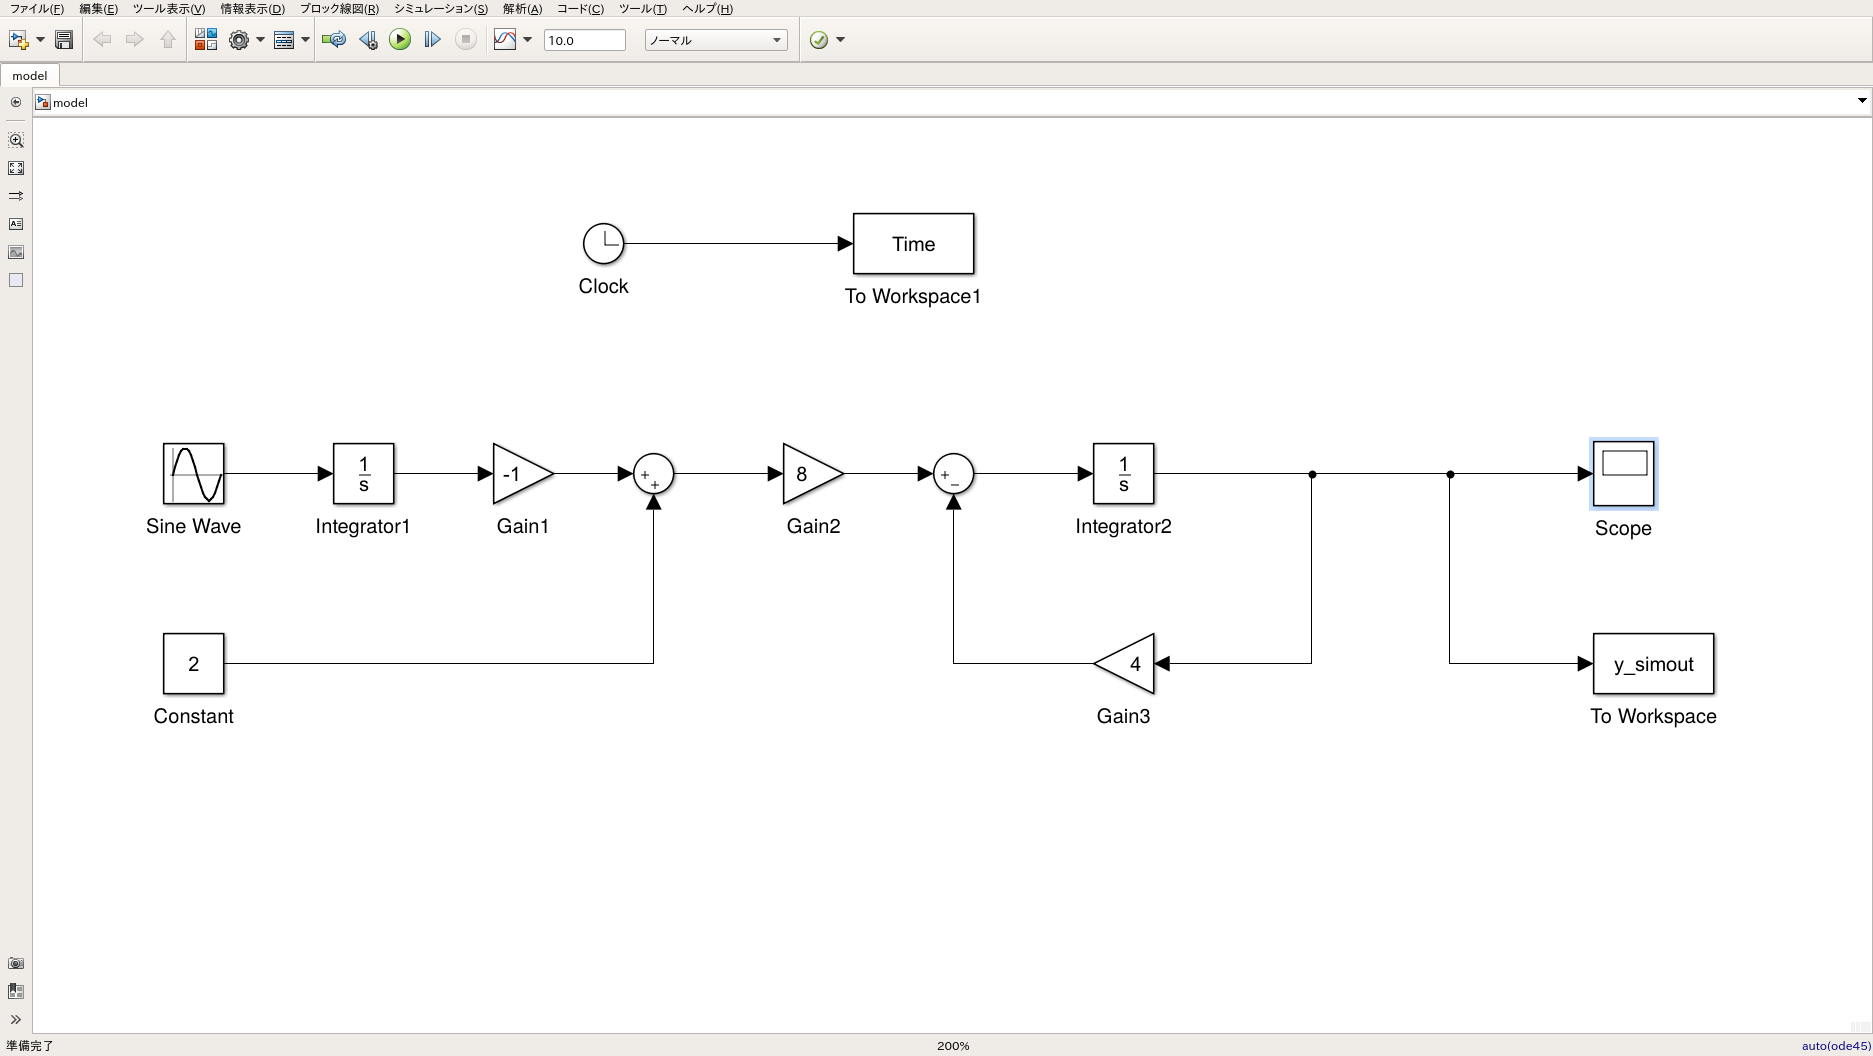 ファイル(F) 編集(E) ツール表示(V) 情報表示(D) ブロック線図(R) シミュレーション(S) 解析(A) コード(C) ツール(T) ヘルプ(H)
10.0 ノーマル
model
model
Time
Clock
To Workspace1
1
s
-1
+
+
8
+
−
1
s
Sine Wave
Integrator1
Gain1
Gain2
Integrator2
Scope
2
4
y_simout
Constant
Gain3
To Workspace
準備完了 200% auto(ode45)